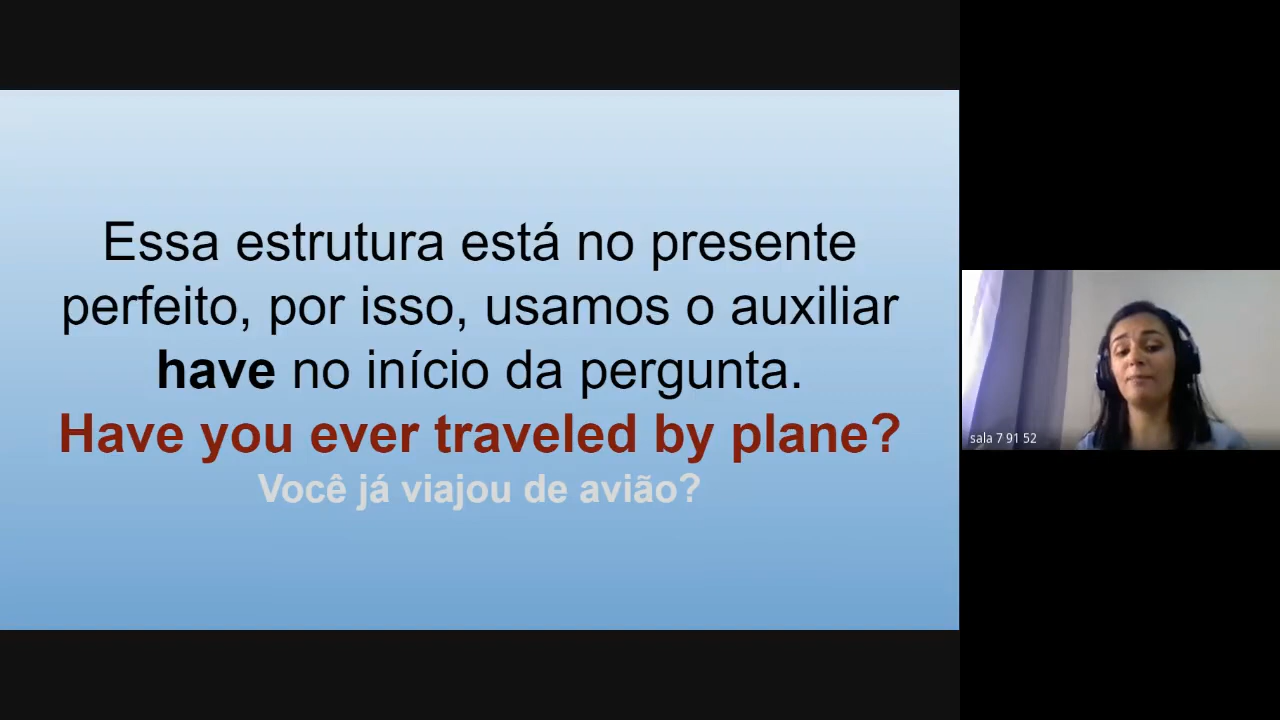 Essa estrutura está no presente
perfeito, por isso, usamos o auxiliar
have no início da pergunta.
Have you ever traveled by plane?
Você já viajou de avião?
sala 7 91 52